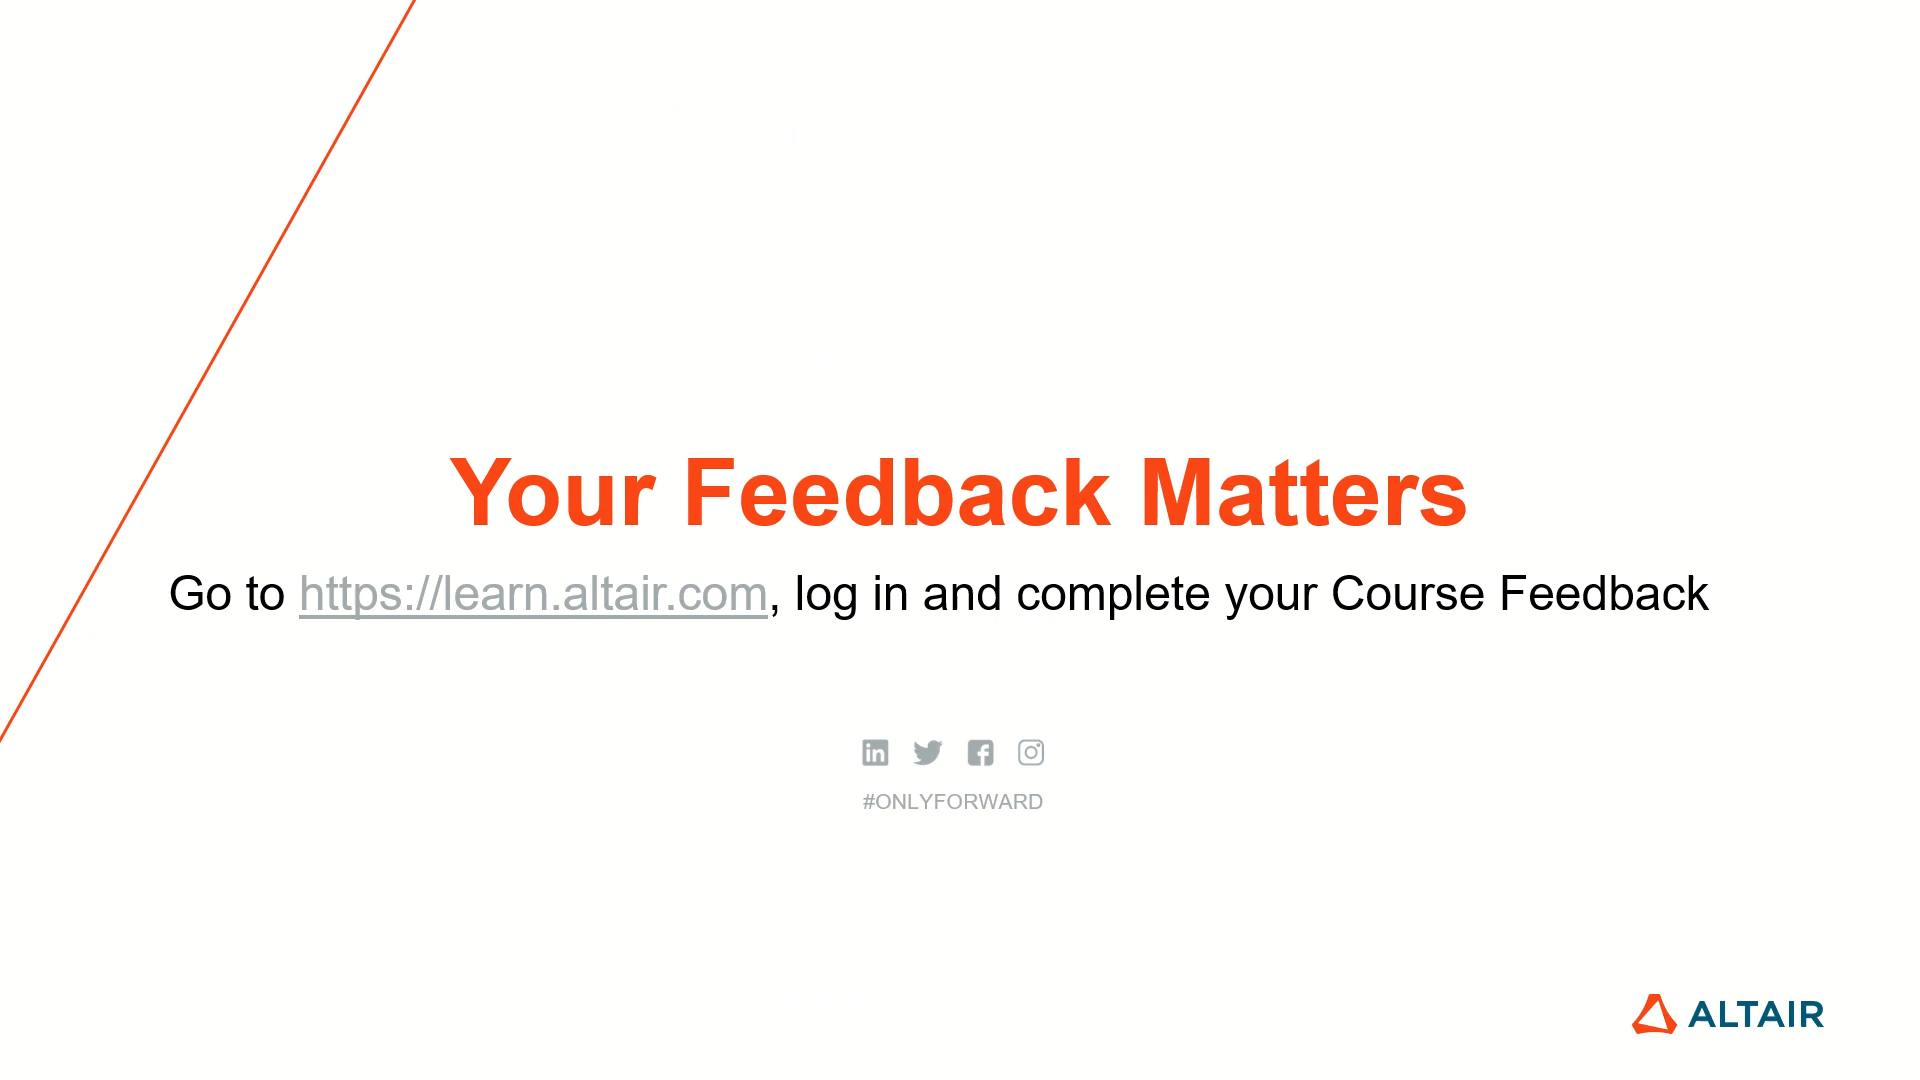 Your Feedback Matters
Go to https://learn.altair.com, log in and complete your Course Feedback
#ONLYFORWARD
ALTAIR